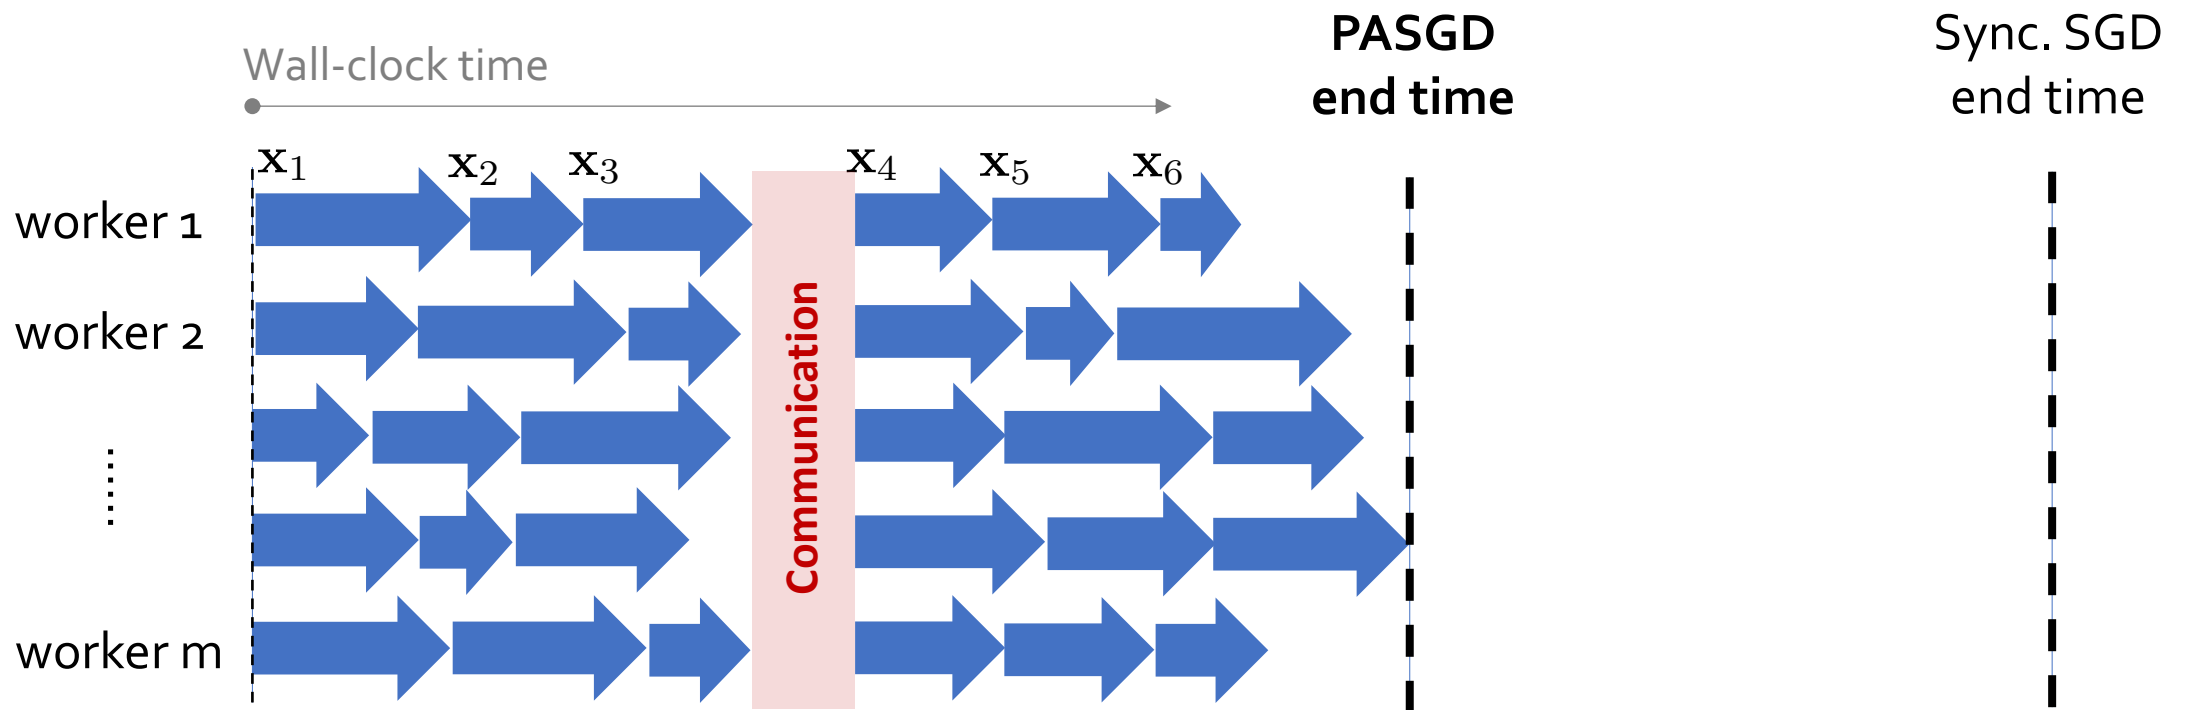 Wall-clock time
PASGD
end time
Sync. SGD
end time
x₁
x₂
x₃
x₄
x₅
x₆
worker 1
worker 2
......
worker m
Communication